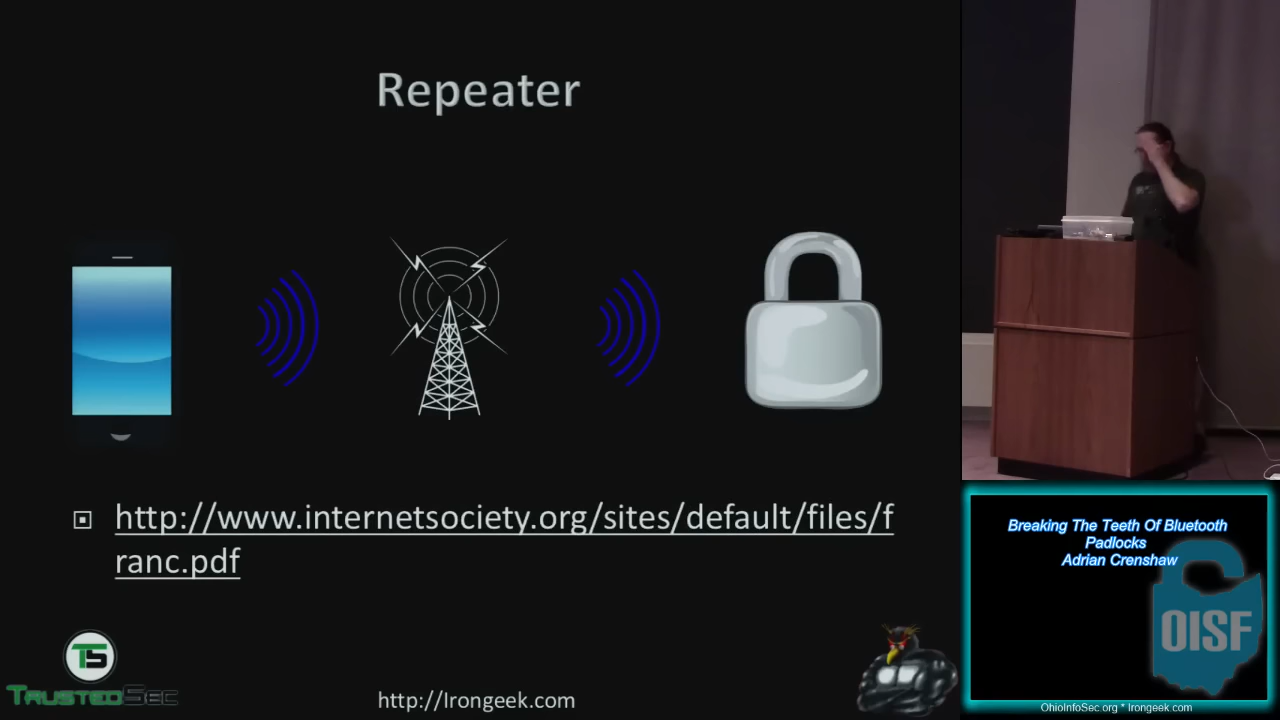 Repeater
http://www.internetsociety.org/sites/default/files/f
ranc.pdf
TS
TRUSTEDSEC
http://Irongeek.com
Breaking The Teeth Of Bluetooth
Padlocks
Adrian Crenshaw
OISF
OhioInfoSec.org * Irongeek.com